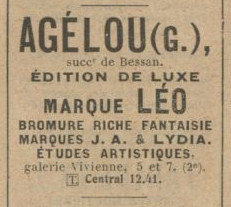 AGÉLOU (G.),
succr de Bessan.
ÉDITION DE LUXE
MARQUE LÉO
BROMURE RICHE FANTAISIE
MARQUES J. A. & LYDIA.
ÉTUDES ARTISTIQUES,
galerie Vivienne, 5 et 7. (2e).
T. Central 12.41.